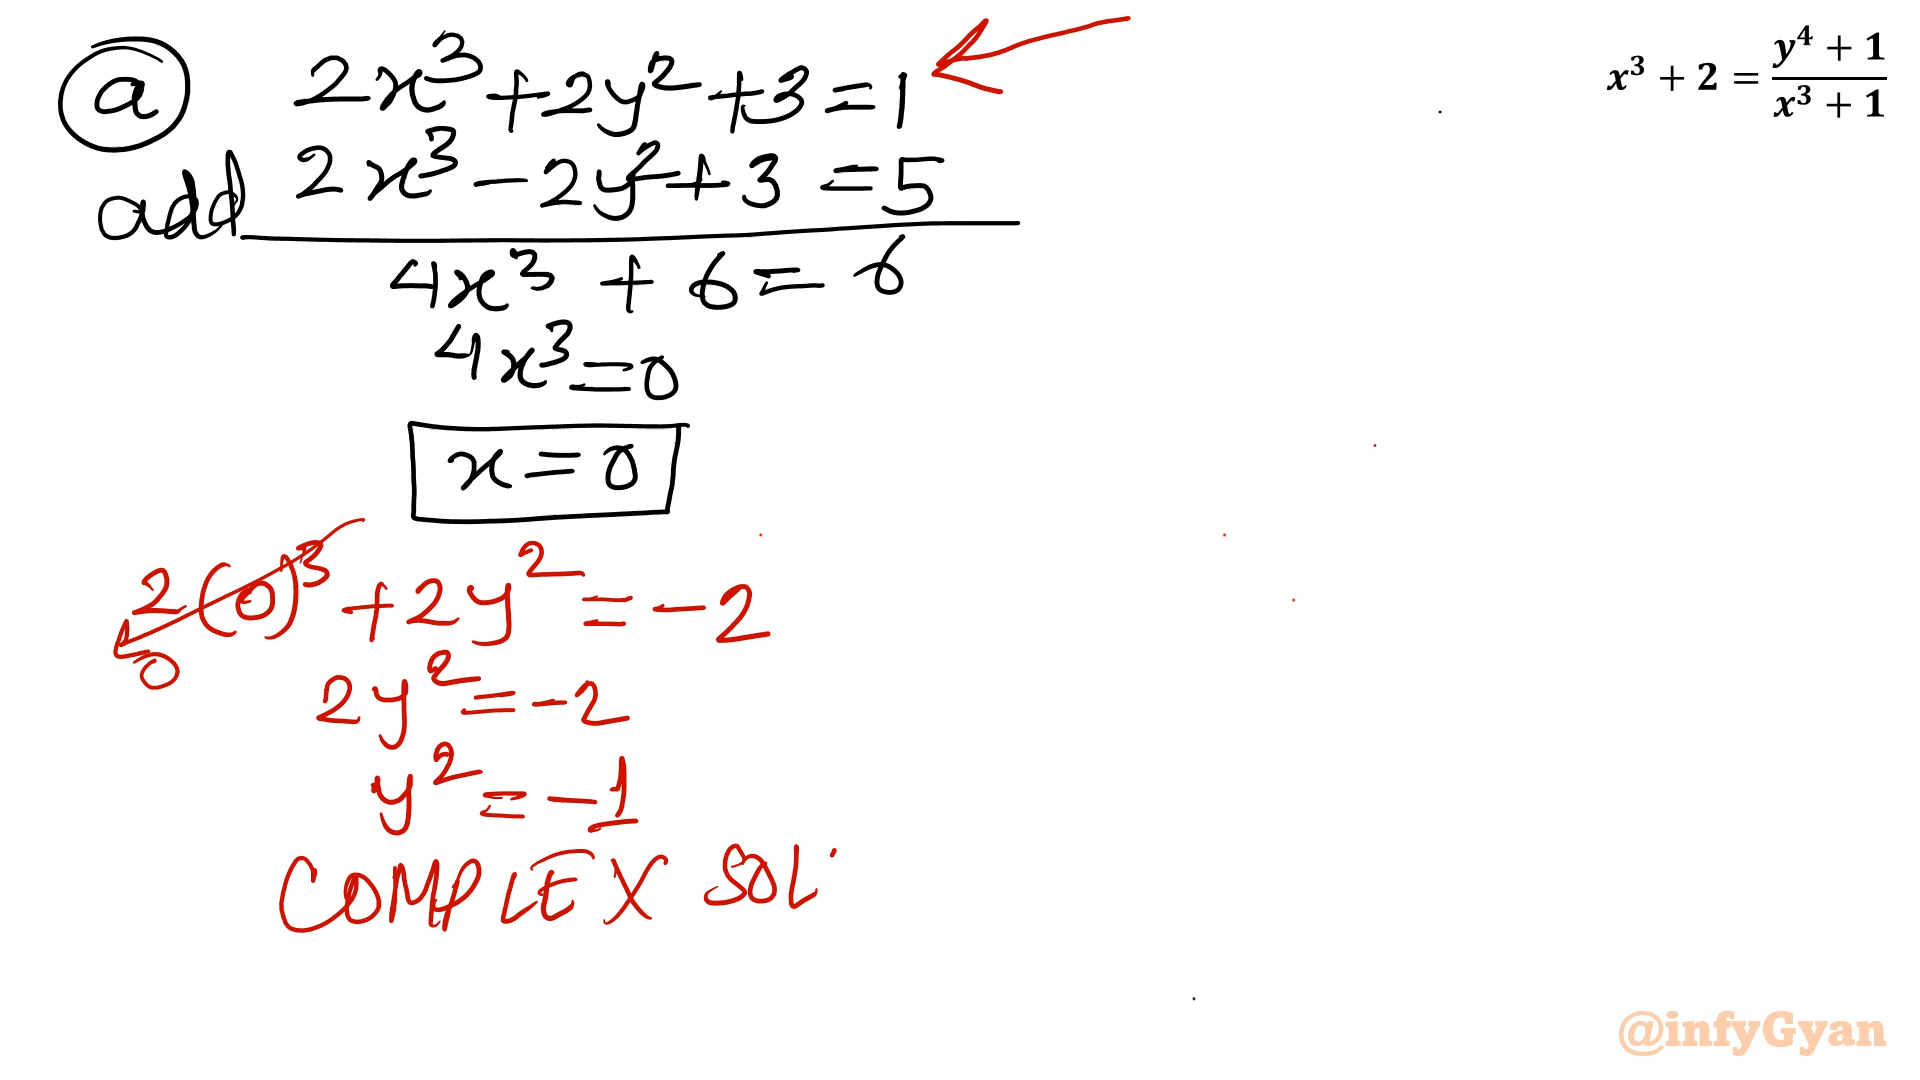 (a) 2x³ + 2y² + 3 = 1
add 2x³ - 2y² + 3 = 5
4x³ + 6 = 6
4x³ = 0
x = 0
2(0)³ + 2y² = -2
0
2y² = -2
y² = -1
COMPLEX SOL.
x³ + 2 = (y⁴ + 1)/(x³ + 1)
@infyGyan